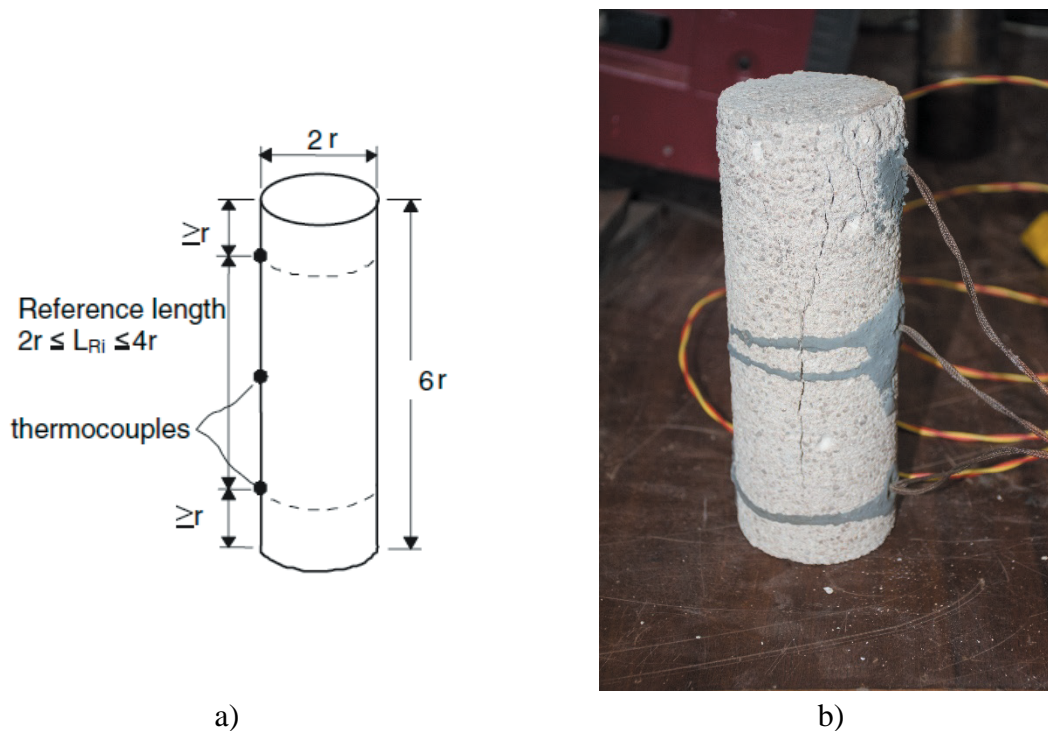 2 r
≥r
Reference length
2r ≤ L_Ri ≤4r
6 r
thermocouples
≥r
a)
b)